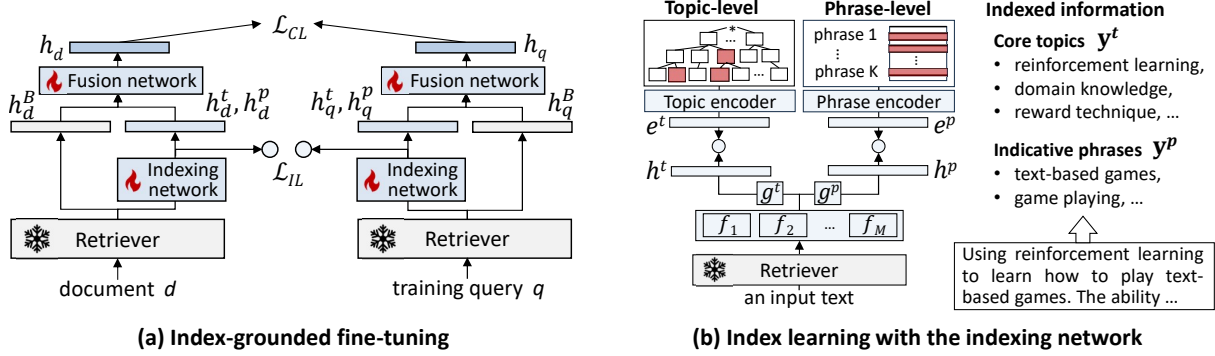 ℒ_CL
h_d
h_q
Fusion network
Fusion network
h_d^B
h_d^t, h_d^p
h_q^t, h_q^p
h_q^B
Indexing
network
ℒ_IL
Indexing
network
Retriever
Retriever
document d
training query q
(a) Index-grounded fine-tuning
Topic-level
Phrase-level
*
...
...
phrase 1
⋮
phrase K
⋮
Topic encoder
Phrase encoder
e^t
e^p
h^t
h^p
g^t
g^p
f_1
f_2
...
f_M
Retriever
an input text
Indexed information
Core topics y^t
• reinforcement learning,
• domain knowledge,
• reward technique, ...
Indicative phrases y^p
• text-based games,
• game playing, ...
Using reinforcement learning
to learn how to play text-
based games. The ability ...
(b) Index learning with the indexing network